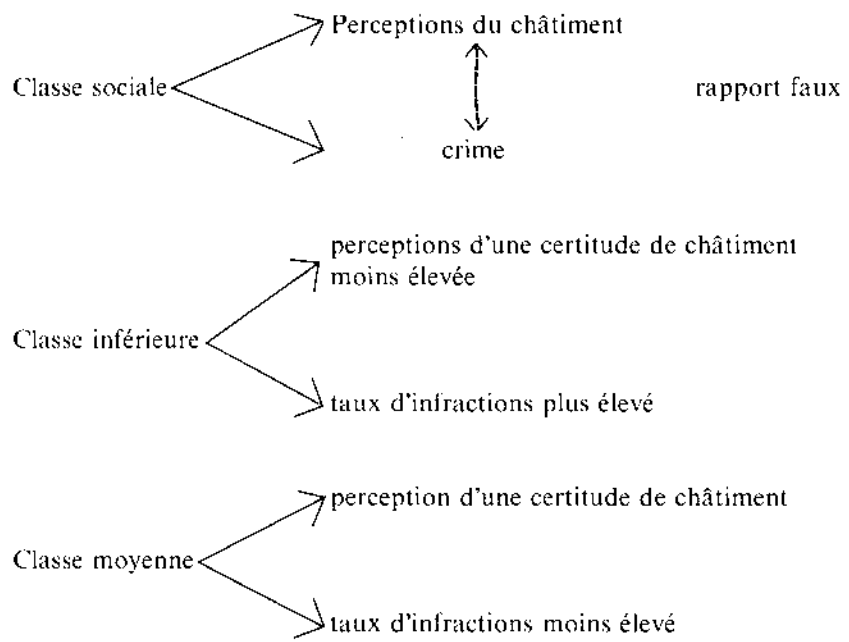 Perceptions du châtiment
Classe sociale
rapport faux
crime
perceptions d'une certitude de châtiment
moins élevée
Classe inférieure
taux d'infractions plus élevé
perception d'une certitude de châtiment
Classe moyenne
taux d'infractions moins élevé